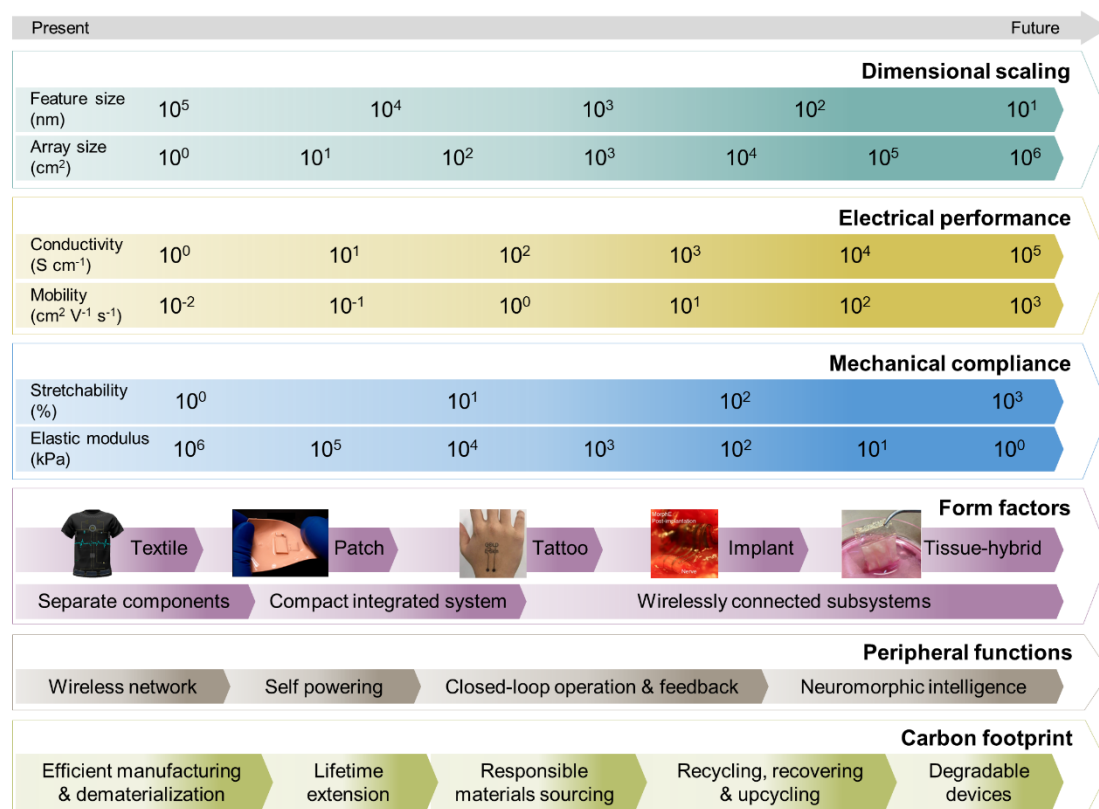 Present Future
Dimensional scaling
Feature size
(nm)
10⁵ 10⁴ 10³ 10² 10¹
Array size
(cm²)
10⁰ 10¹ 10² 10³ 10⁴ 10⁵ 10⁶
Electrical performance
Conductivity
(S cm⁻¹)
10⁰ 10¹ 10² 10³ 10⁴ 10⁵
Mobility
(cm² V⁻¹ s⁻¹)
10⁻² 10⁻¹ 10⁰ 10¹ 10² 10³
Mechanical compliance
Stretchability
(%)
10⁰ 10¹ 10² 10³
Elastic modulus
(kPa)
10⁶ 10⁵ 10⁴ 10³ 10² 10¹ 10⁰
Form factors
MorphE
Post-implantation
Nerve
Textile Patch Tattoo Implant Tissue-hybrid
Separate components Compact integrated system Wirelessly connected subsystems
Peripheral functions
Wireless network Self powering Closed-loop operation & feedback Neuromorphic intelligence
Carbon footprint
Efficient manufacturing
& dematerialization
Lifetime
extension
Responsible
materials sourcing
Recycling, recovering
& upcycling
Degradable
devices